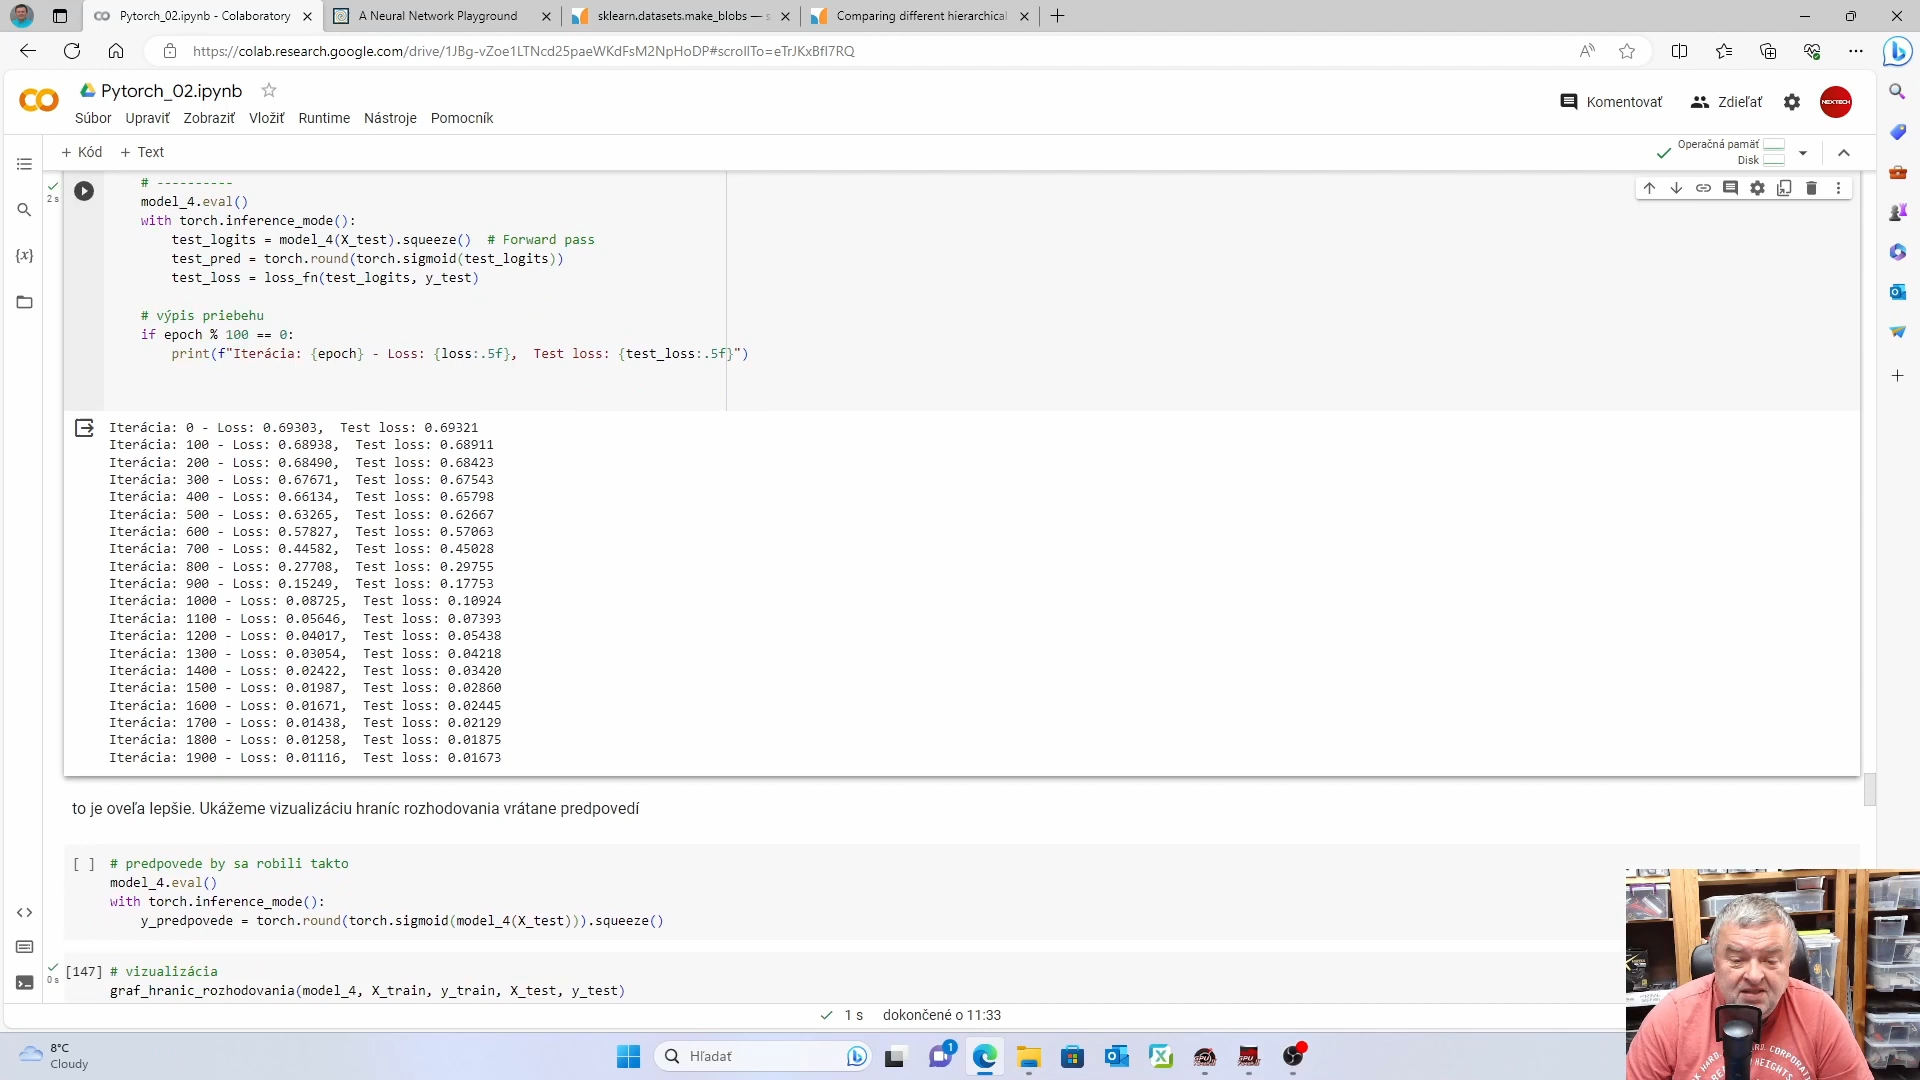 Pytorch_02.ipynb - Colaboratory
A Neural Network Playground
sklearn.datasets.make_blobs — s
Comparing different hierarchical
https://colab.research.google.com/drive/1JBg-vZoe1LTNcd25paeWKdFsM2NpHoDP#scrollTo=eTrJKxBfI7RQ
Pytorch_02.ipynb
Komentovať
Zdieľať
NEXTECH
Súbor Upraviť Zobraziť Vložiť Runtime Nástroje Pomocník
+ Kód + Text
Operačná pamäť
Disk
2 s
# ----------
model_4.eval()
with torch.inference_mode():
test_logits = model_4(X_test).squeeze()  # Forward pass
test_pred = torch.round(torch.sigmoid(test_logits))
test_loss = loss_fn(test_logits, y_test)
# výpis priebehu
if epoch % 100 == 0:
print(f"Iterácia: {epoch} - Loss: {loss:.5f},  Test loss: {test_loss:.5f}")
Iterácia: 0 - Loss: 0.69303,  Test loss: 0.69321
Iterácia: 100 - Loss: 0.68938,  Test loss: 0.68911
Iterácia: 200 - Loss: 0.68490,  Test loss: 0.68423
Iterácia: 300 - Loss: 0.67671,  Test loss: 0.67543
Iterácia: 400 - Loss: 0.66134,  Test loss: 0.65798
Iterácia: 500 - Loss: 0.63265,  Test loss: 0.62667
Iterácia: 600 - Loss: 0.57827,  Test loss: 0.57063
Iterácia: 700 - Loss: 0.44582,  Test loss: 0.45028
Iterácia: 800 - Loss: 0.27708,  Test loss: 0.29755
Iterácia: 900 - Loss: 0.15249,  Test loss: 0.17753
Iterácia: 1000 - Loss: 0.08725,  Test loss: 0.10924
Iterácia: 1100 - Loss: 0.05646,  Test loss: 0.07393
Iterácia: 1200 - Loss: 0.04017,  Test loss: 0.05438
Iterácia: 1300 - Loss: 0.03054,  Test loss: 0.04218
Iterácia: 1400 - Loss: 0.02422,  Test loss: 0.03420
Iterácia: 1500 - Loss: 0.01987,  Test loss: 0.02860
Iterácia: 1600 - Loss: 0.01671,  Test loss: 0.02445
Iterácia: 1700 - Loss: 0.01438,  Test loss: 0.02129
Iterácia: 1800 - Loss: 0.01258,  Test loss: 0.01875
Iterácia: 1900 - Loss: 0.01116,  Test loss: 0.01673
to je oveľa lepšie. Ukážeme vizualizáciu hraníc rozhodovania vrátane predpovedí
[ ] # predpovede by sa robili takto
model_4.eval()
with torch.inference_mode():
y_predpovede = torch.round(torch.sigmoid(model_4(X_test))).squeeze()
0 s
[147] # vizualizácia
graf_hranic_rozhodovania(model_4, X_train, y_train, X_test, y_test)
1 s dokončené o 11:33
8°C
Cloudy
Hľadať
1